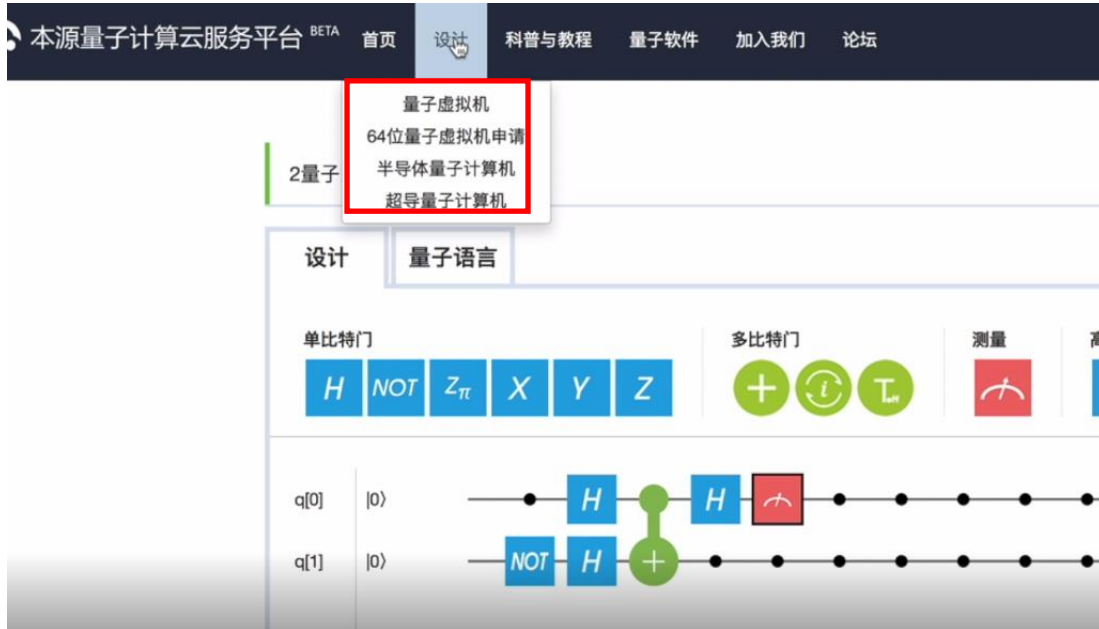 本源量子计算云服务平台 BETA 首页 设计 科普与教程 量子软件 加入我们 论坛
量子虚拟机
64位量子虚拟机申请
半导体量子计算机
超导量子计算机
2量子
设计 量子语言
单比特门 多比特门 测量 高
H NOT Zπ X Y Z + i Toff
q[0] |0⟩ H H
q[1] |0⟩ NOT H +